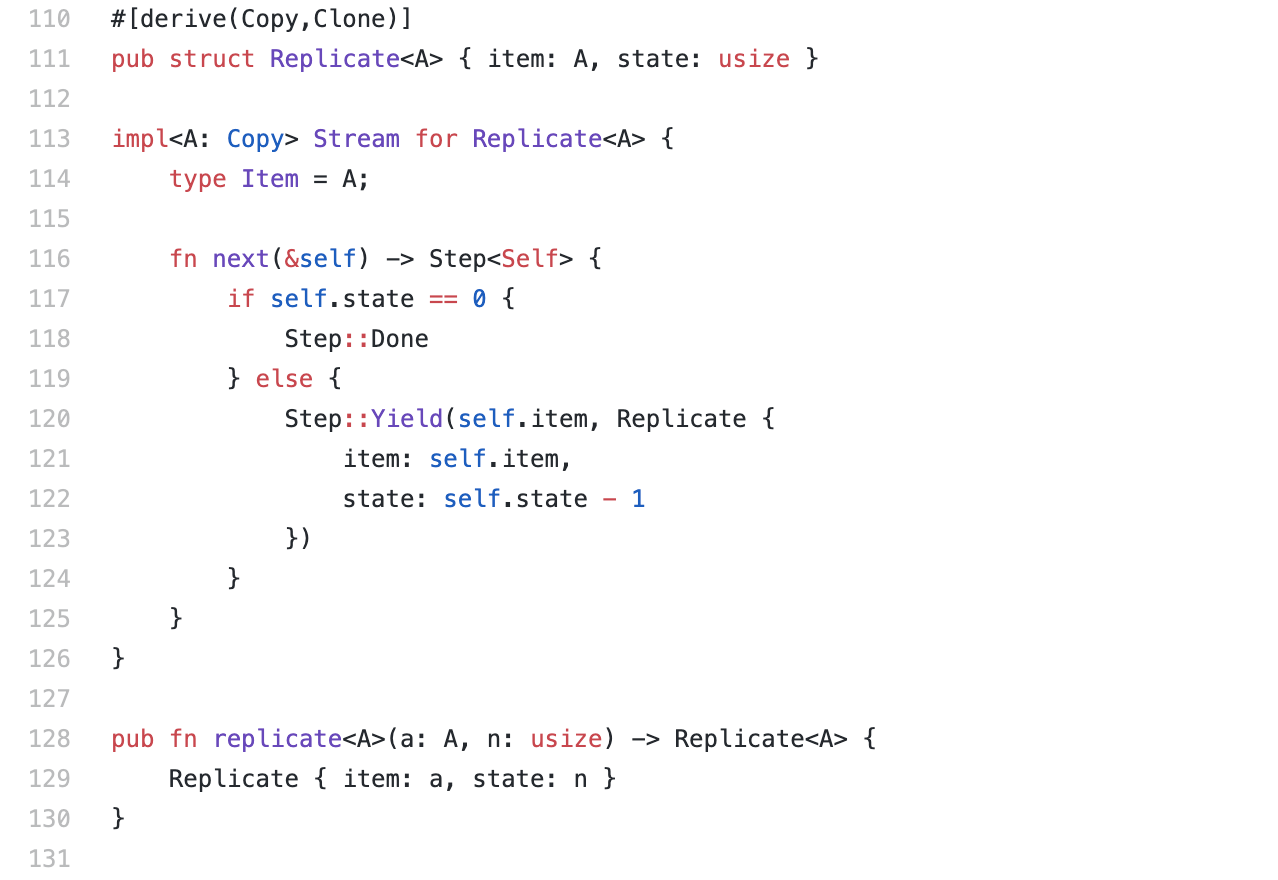 110 #[derive(Copy,Clone)]
111 pub struct Replicate<A> { item: A, state: usize }
112
113 impl<A: Copy> Stream for Replicate<A> {
114     type Item = A;
115
116     fn next(&self) -> Step<Self> {
117         if self.state == 0 {
118             Step::Done
119         } else {
120             Step::Yield(self.item, Replicate {
121                 item: self.item,
122                 state: self.state - 1
123             })
124         }
125     }
126 }
127
128 pub fn replicate<A>(a: A, n: usize) -> Replicate<A> {
129     Replicate { item: a, state: n }
130 }
131